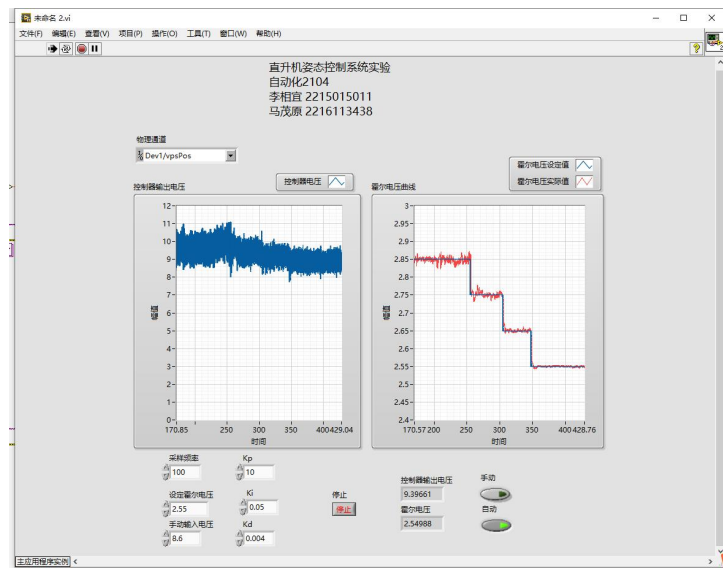 未命名 2.vi
文件(F) 编辑(E) 查看(V) 项目(P) 操作(O) 工具(T) 窗口(W) 帮助(H)
直升机姿态控制系统实验
自动化2104
李相宜 2215015011
马茂原 2216113438
物理通道
Dev1/vpsPos
控制器输出电压
控制器电压
幅值
12
11
10
9
8
7
6
5
4
3
2
1
0
170.85 250 300 350 400 429.04
时间
霍尔电压曲线
霍尔电压设定值
霍尔电压实际值
幅值
3
2.95
2.9
2.85
2.8
2.75
2.7
2.65
2.6
2.55
2.5
2.45
2.4
170.57 200 250 300 350 400 428.76
时间
采样频率
100
设定霍尔电压
2.55
手动输入电压
8.6
Kp
10
Ki
0.05
Kd
0.004
停止
停止
控制器输出电压
9.39661
霍尔电压
2.54988
手动
自动
主应用程序实例